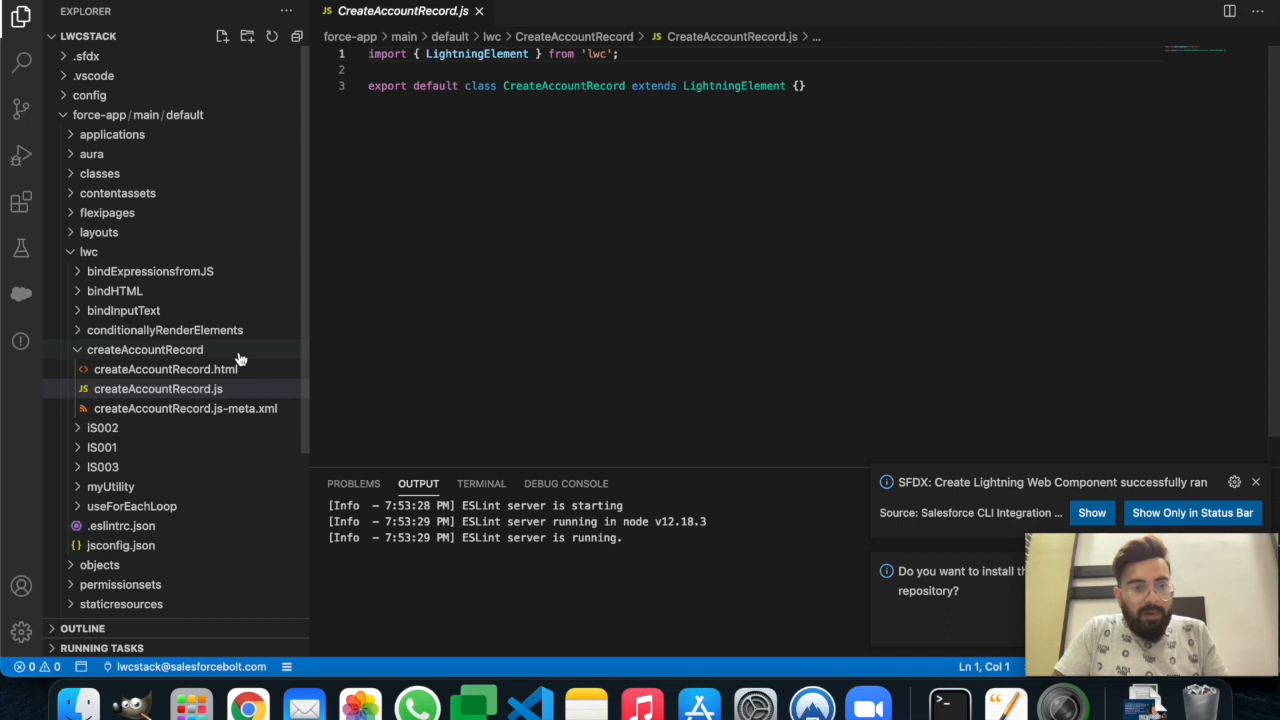 EXPLORER
LWCSTACK
.sfdx
.vscode
config
force-app / main / default
applications
aura
classes
contentassets
flexipages
layouts
lwc
bindExpressionsfromJS
bindHTML
bindInputText
conditionallyRenderElements
createAccountRecord
createAccountRecord.html
JS createAccountRecord.js
createAccountRecord.js-meta.xml
iS002
IS001
IS003
myUtility
useForEachLoop
.eslintrc.json
{} jsconfig.json
objects
permissionsets
staticresources
OUTLINE
RUNNING TASKS
JS CreateAccountRecord.js
force-app > main > default > lwc > CreateAccountRecord > JS CreateAccountRecord.js > ...
1 import { LightningElement } from 'lwc';
2
3 export default class CreateAccountRecord extends LightningElement {}
PROBLEMS OUTPUT TERMINAL DEBUG CONSOLE
[Info - 7:53:28 PM] ESLint server is starting
[Info - 7:53:29 PM] ESLint server running in node v12.18.3
[Info - 7:53:29 PM] ESLint server is running.
SFDX: Create Lightning Web Component successfully ran
Source: Salesforce CLI Integration ... Show Show Only in Status Bar
Do you want to install
repository?
0 0 lwcstack@salesforcebolt.com Ln 1, Col 1